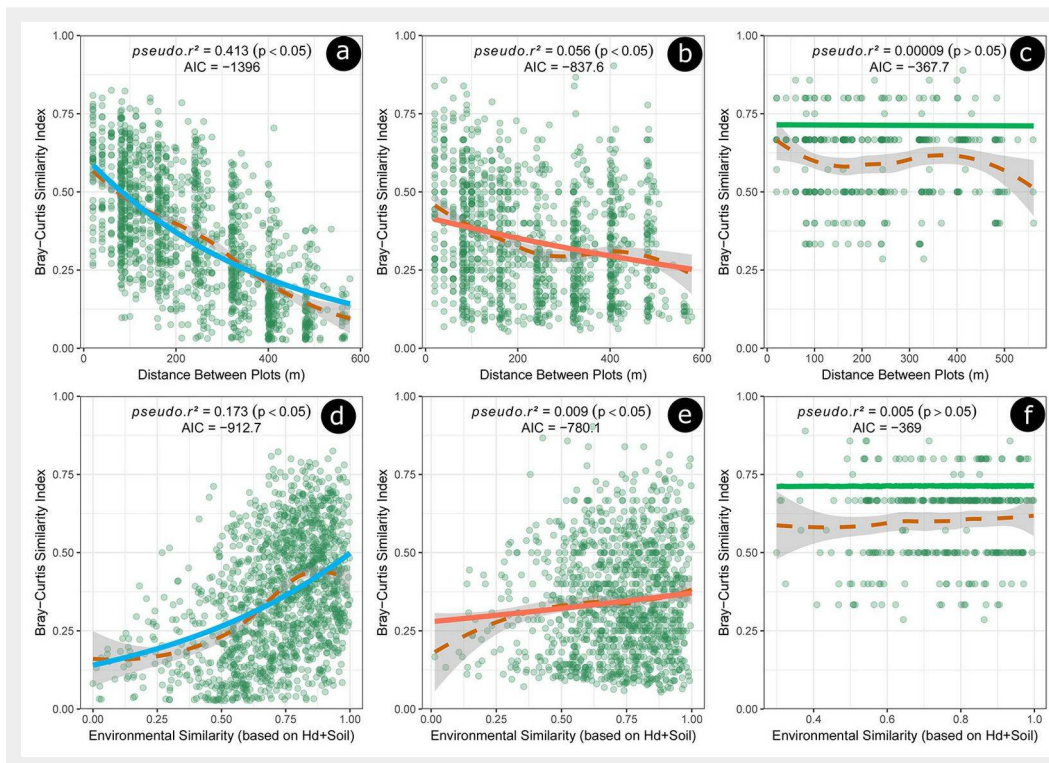 pseudo.r² = 0.413 (p < 0.05)
AIC = −1396
a
Bray−Curtis Similarity Index
1.00
0.75
0.50
0.25
0.00
0
200
400
600
Distance Between Plots (m)
pseudo.r² = 0.056 (p < 0.05)
AIC = −837.6
b
Bray−Curtis Similarity Index
1.00
0.75
0.50
0.25
0.00
0
200
400
600
Distance Between Plots (m)
pseudo.r² = 0.00009 (p > 0.05)
AIC = −367.7
c
Bray−Curtis Similarity Index
1.00
0.75
0.50
0.25
0.00
0
100
200
300
400
500
Distance Between Plots (m)
pseudo.r² = 0.173 (p < 0.05)
AIC = −912.7
d
Bray−Curtis Similarity Index
1.00
0.75
0.50
0.25
0.00
0.00
0.25
0.50
0.75
1.00
Environmental Similarity (based on Hd+Soil)
pseudo.r² = 0.009 (p < 0.05)
AIC = −780.1
e
Bray−Curtis Similarity Index
1.00
0.75
0.50
0.25
0.00
0.00
0.25
0.50
0.75
1.00
Environmental Similarity (based on Hd+Soil)
pseudo.r² = 0.005 (p > 0.05)
AIC = −369
f
Bray−Curtis Similarity Index
1.00
0.75
0.50
0.25
0.00
0.4
0.6
0.8
1.0
Environmental Similarity (based on Hd+Soil)